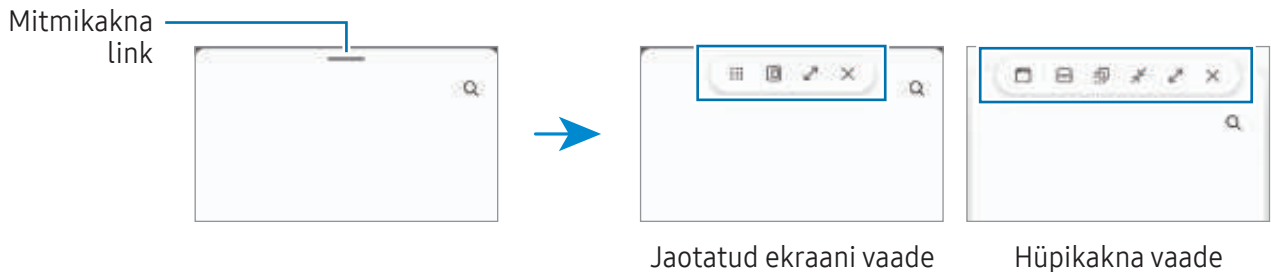 Mitmikakna
link
Jaotatud ekraani vaade
Hüpikakna vaade